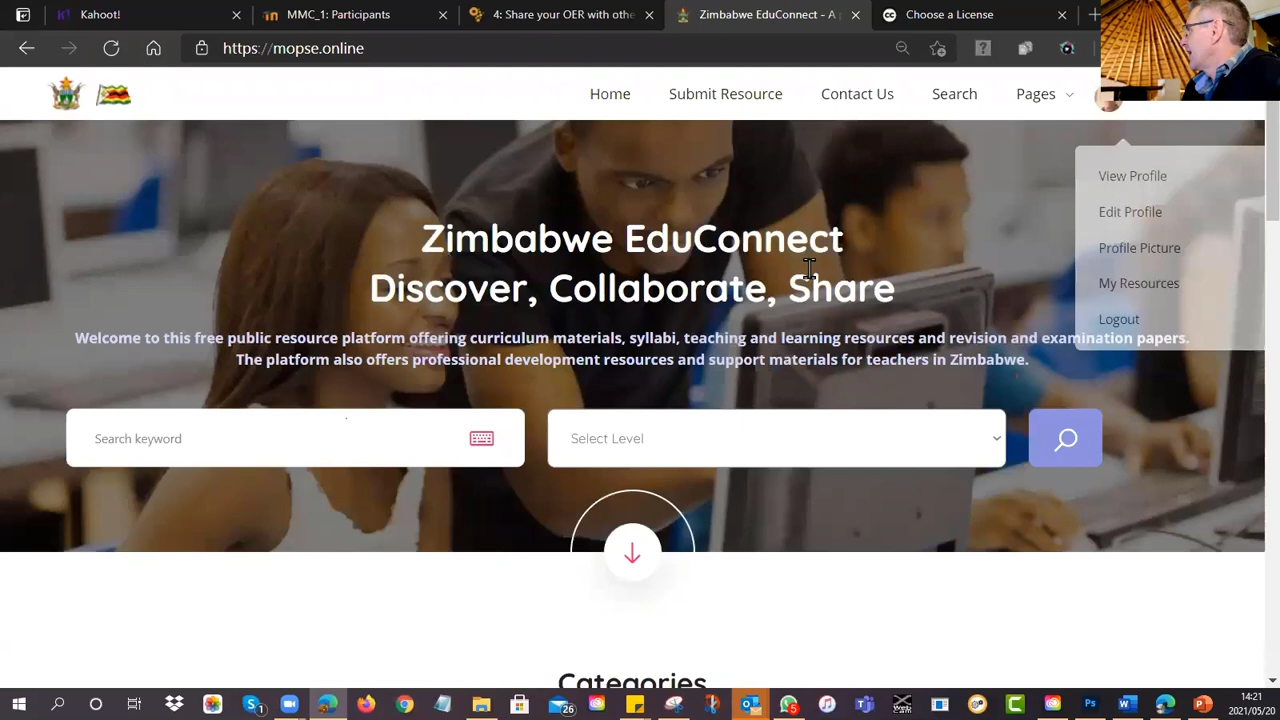 Kahoot!
MMC_1: Participants
4: Share your OER with othe
Zimbabwe EduConnect - A p
cc Choose a License
https://mopse.online
Home
Submit Resource
Contact Us
Search
Pages
View Profile
Edit Profile
Profile Picture
My Resources
Logout
Zimbabwe EduConnect
Discover, Collaborate, Share
Welcome to this free public resource platform offering curriculum materials, syllabi, teaching and learning resources and revision and examination papers.
The platform also offers professional development resources and support materials for teachers in Zimbabwe.
Search keyword
Select Level
Categories
14:21
2021/05/20